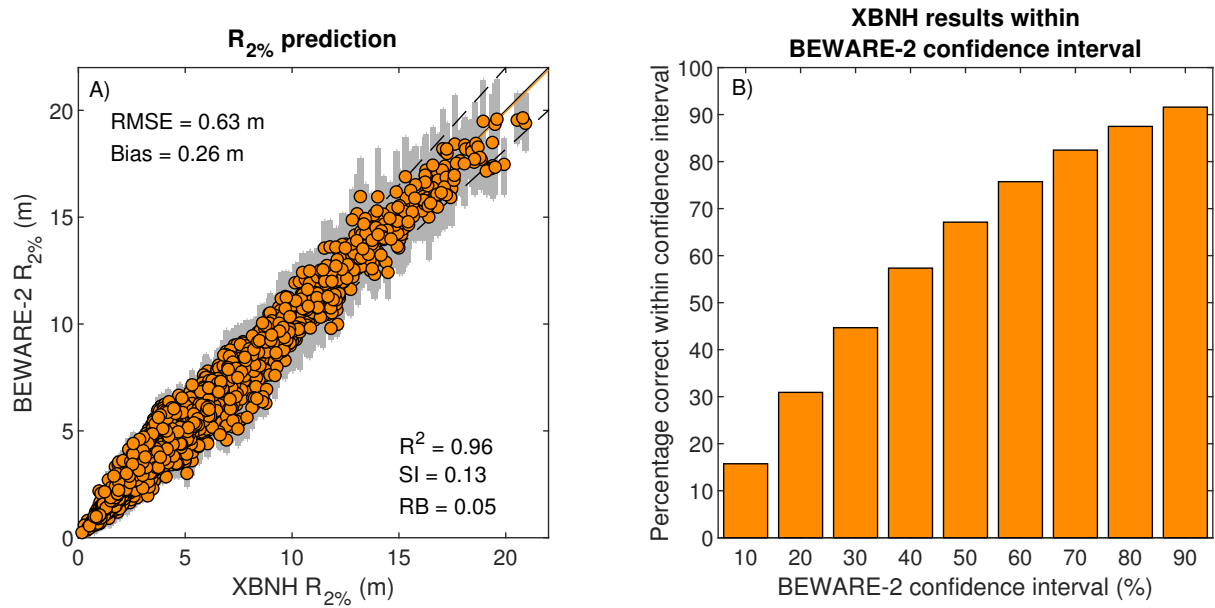 R2% prediction
A)
RMSE = 0.63 m
Bias = 0.26 m
R2 = 0.96
SI = 0.13
RB = 0.05
20
15
10
5
0
BEWARE-2 R2% (m)
0 5 10 15 20
XBNH R2% (m)
XBNH results within
BEWARE-2 confidence interval
B)
100
90
80
70
60
50
40
30
20
10
0
Percentage correct within confidence interval
10 20 30 40 50 60 70 80 90
BEWARE-2 confidence interval (%)